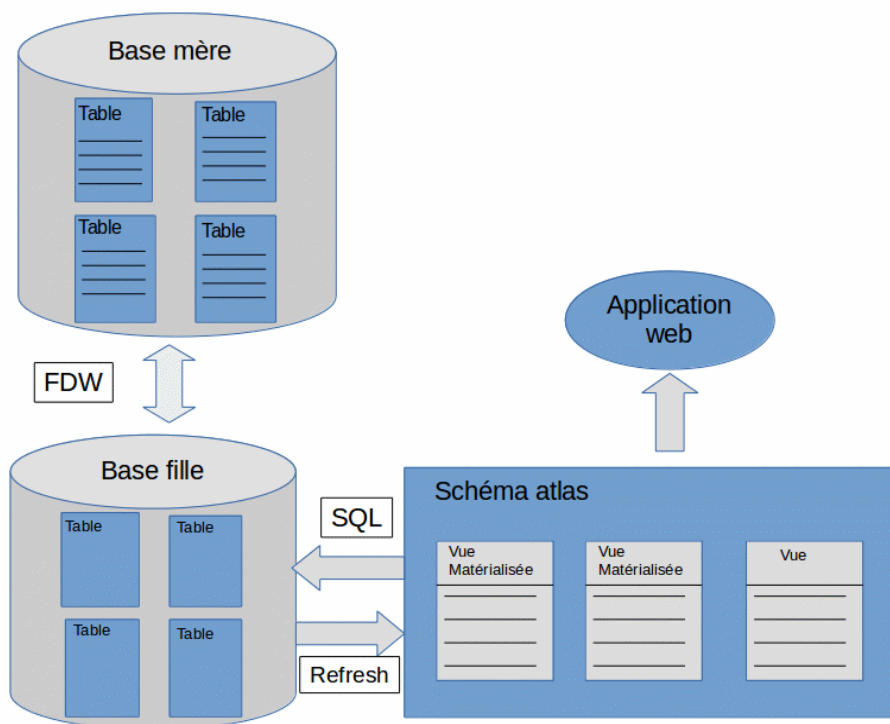 Base mère
Table
Table
Table
Table
FDW
Application
web
Base fille
Table
Table
Table
Table
SQL
Refresh
Schéma atlas
Vue
Matérialisée
Vue
Matérialisée
Vue